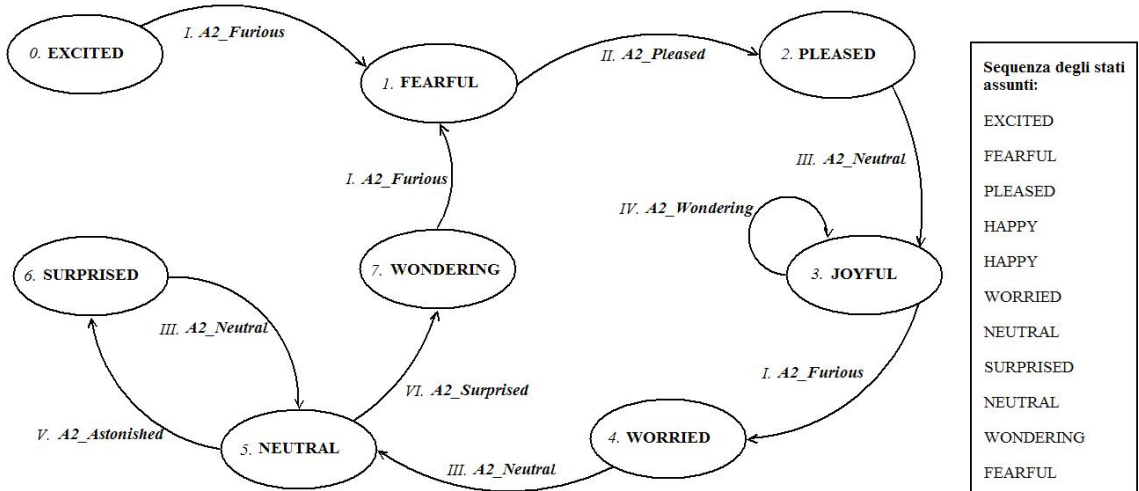 0. EXCITED
I. A2_Furious
1. FEARFUL
II. A2_Pleased
2. PLEASED
III. A2_Neutral
I. A2_Furious
IV. A2_Wondering
3. JOYFUL
6. SURPRISED
7. WONDERING
III. A2_Neutral
I. A2_Furious
VI. A2_Surprised
V. A2_Astonished
5. NEUTRAL
III. A2_Neutral
4. WORRIED
Sequenza degli stati
assunti:
EXCITED
FEARFUL
PLEASED
HAPPY
HAPPY
WORRIED
NEUTRAL
SURPRISED
NEUTRAL
WONDERING
FEARFUL